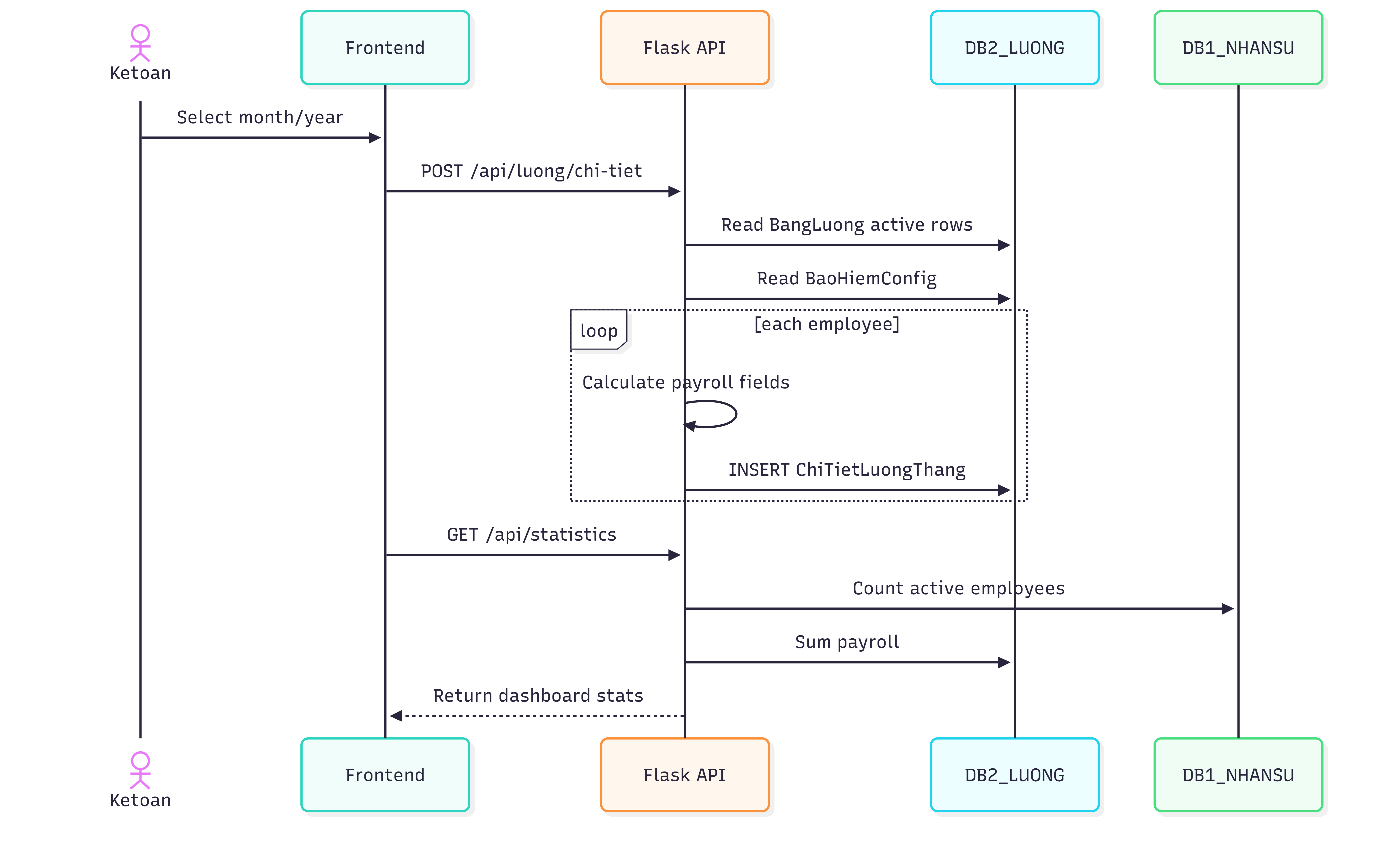 Ketoan
Frontend
Flask API
DB2_LUONG
DB1_NHANSU
Select month/year
POST /api/luong/chi-tiet
Read BangLuong active rows
Read BaoHiemConfig
loop
[each employee]
Calculate payroll fields
INSERT ChiTietLuongThang
GET /api/statistics
Count active employees
Sum payroll
Return dashboard stats
Ketoan
Frontend
Flask API
DB2_LUONG
DB1_NHANSU